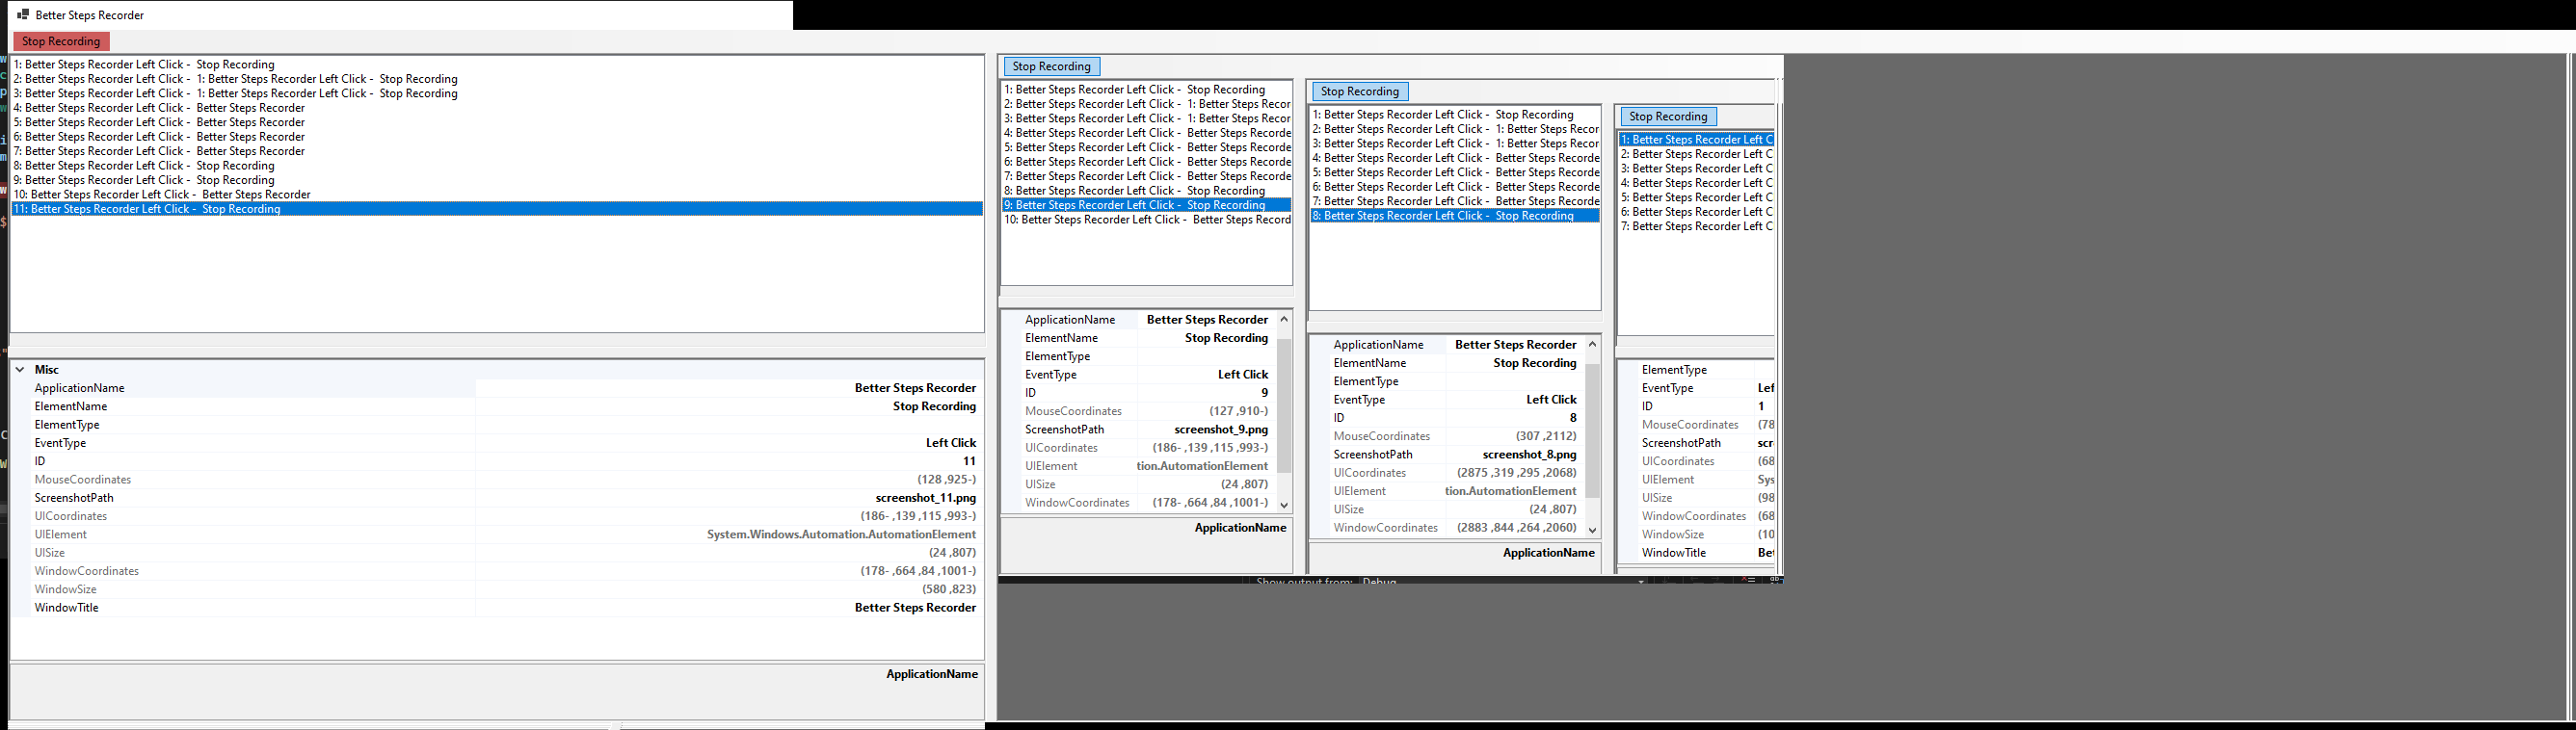 Better Steps Recorder
Stop Recording
1: Better Steps Recorder Left Click -  Stop Recording
2: Better Steps Recorder Left Click -  1: Better Steps Recorder Left Click -  Stop Recording
3: Better Steps Recorder Left Click -  1: Better Steps Recorder Left Click -  Stop Recording
4: Better Steps Recorder Left Click -  Better Steps Recorder
5: Better Steps Recorder Left Click -  Better Steps Recorder
6: Better Steps Recorder Left Click -  Better Steps Recorder
7: Better Steps Recorder Left Click -  Better Steps Recorder
8: Better Steps Recorder Left Click -  Stop Recording
9: Better Steps Recorder Left Click -  Stop Recording
10: Better Steps Recorder Left Click -  Better Steps Recorder
11: Better Steps Recorder Left Click -  Stop Recording
Misc
ApplicationName Better Steps Recorder
ElementName Stop Recording
ElementType
EventType Left Click
ID 11
MouseCoordinates (128 ,925-)
ScreenshotPath screenshot_11.png
UICoordinates (186- ,139 ,115 ,993-)
UIElement System.Windows.Automation.AutomationElement
UISize (24 ,807)
WindowCoordinates (178- ,664 ,84 ,1001-)
WindowSize (580 ,823)
WindowTitle Better Steps Recorder
ApplicationName
Stop Recording
1: Better Steps Recorder Left Click -  Stop Recording
2: Better Steps Recorder Left Click -  1: Better Steps Recor
3: Better Steps Recorder Left Click -  1: Better Steps Recor
4: Better Steps Recorder Left Click -  Better Steps Recorde
5: Better Steps Recorder Left Click -  Better Steps Recorde
6: Better Steps Recorder Left Click -  Better Steps Recorde
7: Better Steps Recorder Left Click -  Better Steps Recorde
8: Better Steps Recorder Left Click -  Stop Recording
9: Better Steps Recorder Left Click -  Stop Recording
10: Better Steps Recorder Left Click -  Better Steps Record
ApplicationName Better Steps Recorder
ElementName Stop Recording
ElementType
EventType Left Click
ID 9
MouseCoordinates (127 ,910-)
ScreenshotPath screenshot_9.png
UICoordinates (186- ,139 ,115 ,993-)
UIElement tion.AutomationElement
UISize (24 ,807)
WindowCoordinates (178- ,664 ,84 ,1001-)
ApplicationName
Stop Recording
1: Better Steps Recorder Left Click -  Stop Recording
2: Better Steps Recorder Left Click -  1: Better Steps Recor
3: Better Steps Recorder Left Click -  1: Better Steps Recor
4: Better Steps Recorder Left Click -  Better Steps Recorde
5: Better Steps Recorder Left Click -  Better Steps Recorde
6: Better Steps Recorder Left Click -  Better Steps Recorde
7: Better Steps Recorder Left Click -  Better Steps Recorde
8: Better Steps Recorder Left Click -  Stop Recording
ApplicationName Better Steps Recorder
ElementName Stop Recording
ElementType
EventType Left Click
ID 8
MouseCoordinates (307 ,2112)
ScreenshotPath screenshot_8.png
UICoordinates (2875 ,319 ,295 ,2068)
UIElement tion.AutomationElement
UISize (24 ,807)
WindowCoordinates (2883 ,844 ,264 ,2060)
ApplicationName
Stop Recording
1: Better Steps Recorder Left C
2: Better Steps Recorder Left C
3: Better Steps Recorder Left C
4: Better Steps Recorder Left C
5: Better Steps Recorder Left C
6: Better Steps Recorder Left C
7: Better Steps Recorder Left C
ElementType
EventType Lef
ID 1
MouseCoordinates (78
ScreenshotPath scr
UICoordinates (68
UIElement Sys
UISize (98
WindowCoordinates (68
WindowSize (10
WindowTitle Bet
Show output from: Debug